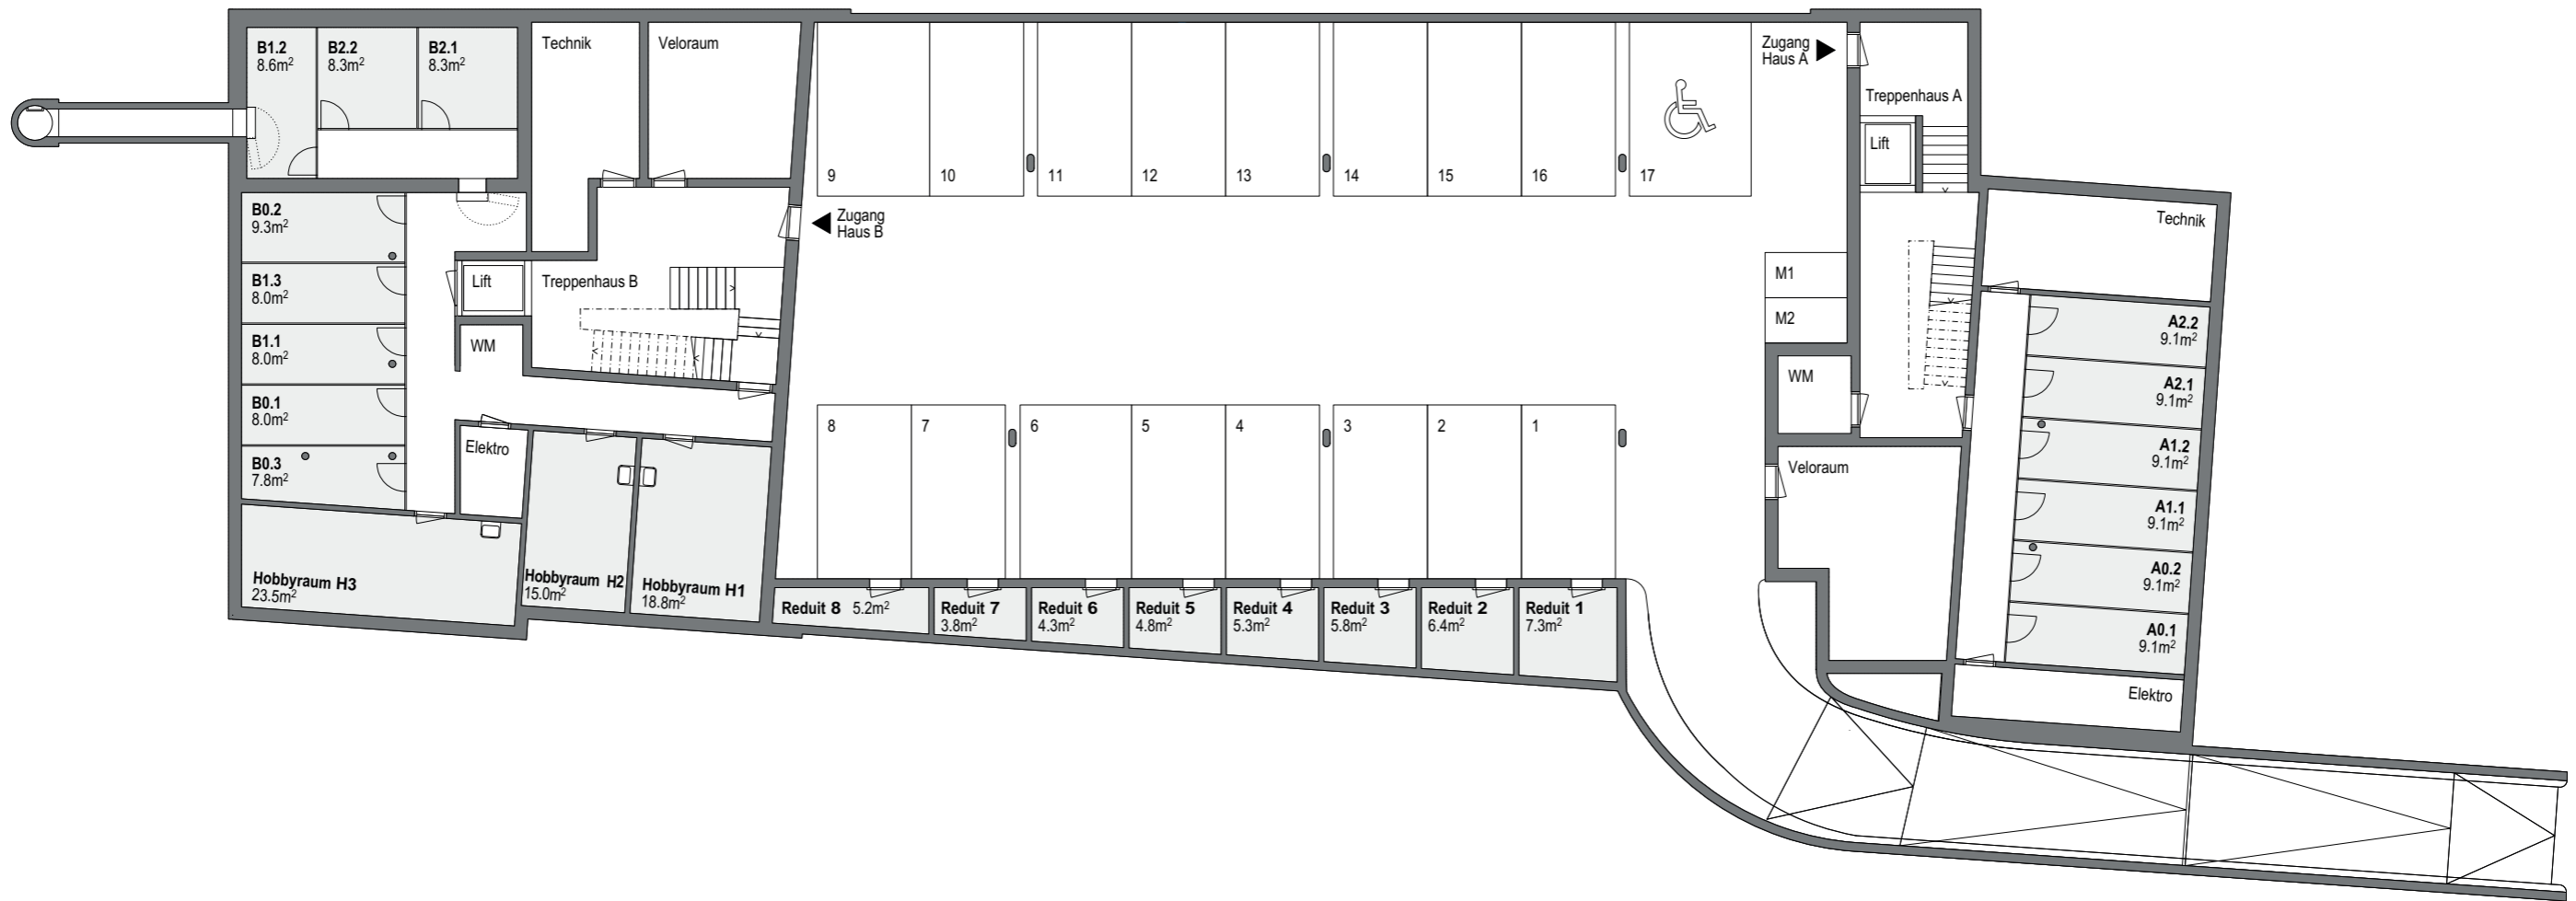 B1.2
8.6m²
B2.2
8.3m²
B2.1
8.3m²
Technik
Veloraum
9
10
11
12
13
14
15
16
17
Zugang
Haus A
Treppenhaus A
Lift
Zugang
Haus B
B0.2
9.3m²
B1.3
8.0m²
B1.1
8.0m²
B0.1
8.0m²
B0.3
7.8m²
Lift
Treppenhaus B
WM
Elektro
Hobbyraum H3
23.5m²
Hobbyraum H2
15.0m²
Hobbyraum H1
18.8m²
8
7
6
5
4
3
2
1
Reduit 8 5.2m²
Reduit 7
3.8m²
Reduit 6
4.3m²
Reduit 5
4.8m²
Reduit 4
5.3m²
Reduit 3
5.8m²
Reduit 2
6.4m²
Reduit 1
7.3m²
M1
M2
WM
Veloraum
Technik
A2.2
9.1m²
A2.1
9.1m²
A1.2
9.1m²
A1.1
9.1m²
A0.2
9.1m²
A0.1
9.1m²
Elektro